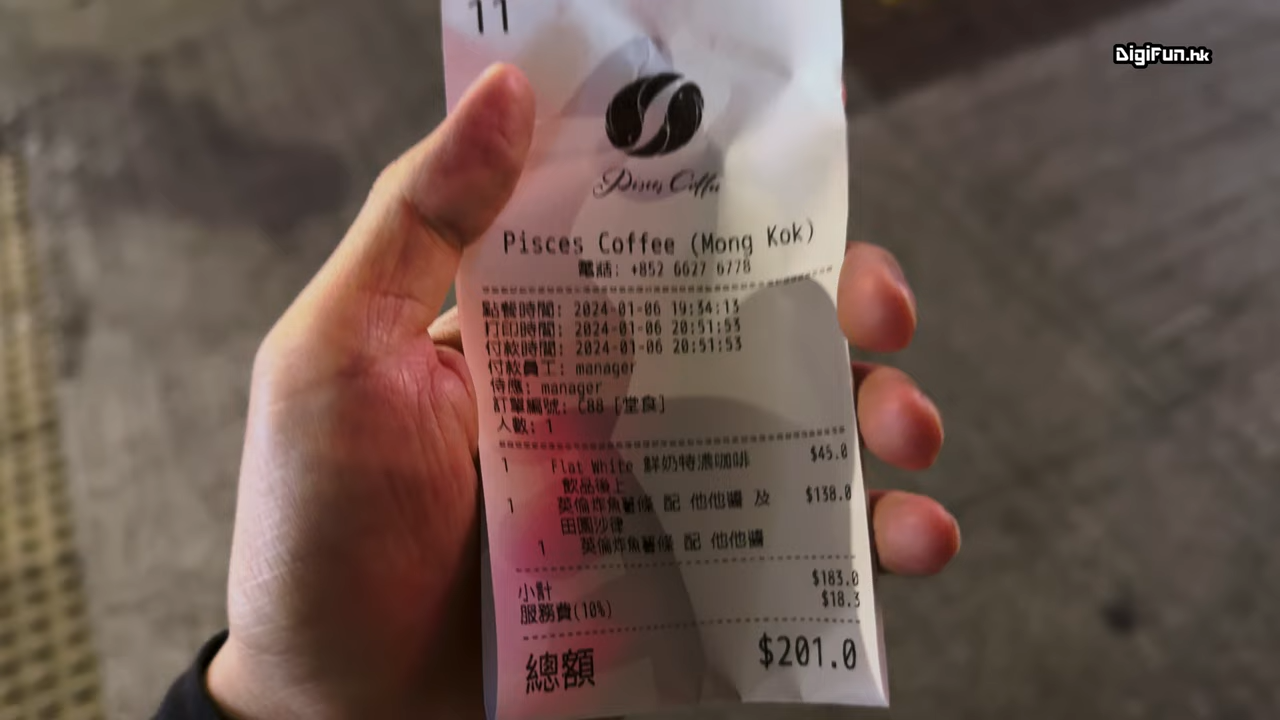 11
DigiFun.hk
Pisces Coffee
Pisces Coffee (Mong Kok)
電話: +852 6627 6778
點餐時間: 2024-01-06 19:34:13
打印時間: 2024-01-06 20:51:53
付款時間: 2024-01-06 20:51:53
付款員工: manager
侍應: manager
訂單編號: C88 [堂食]
人數: 1
1 Flat White 鮮奶特濃咖啡 $45.0
飲品後上
1 英倫炸魚薯條 配 他他醬 及 $138.0
田園沙律
1 英倫炸魚薯條 配 他他醬
小計 $183.0
服務費(10%) $18.3
總額 $201.0